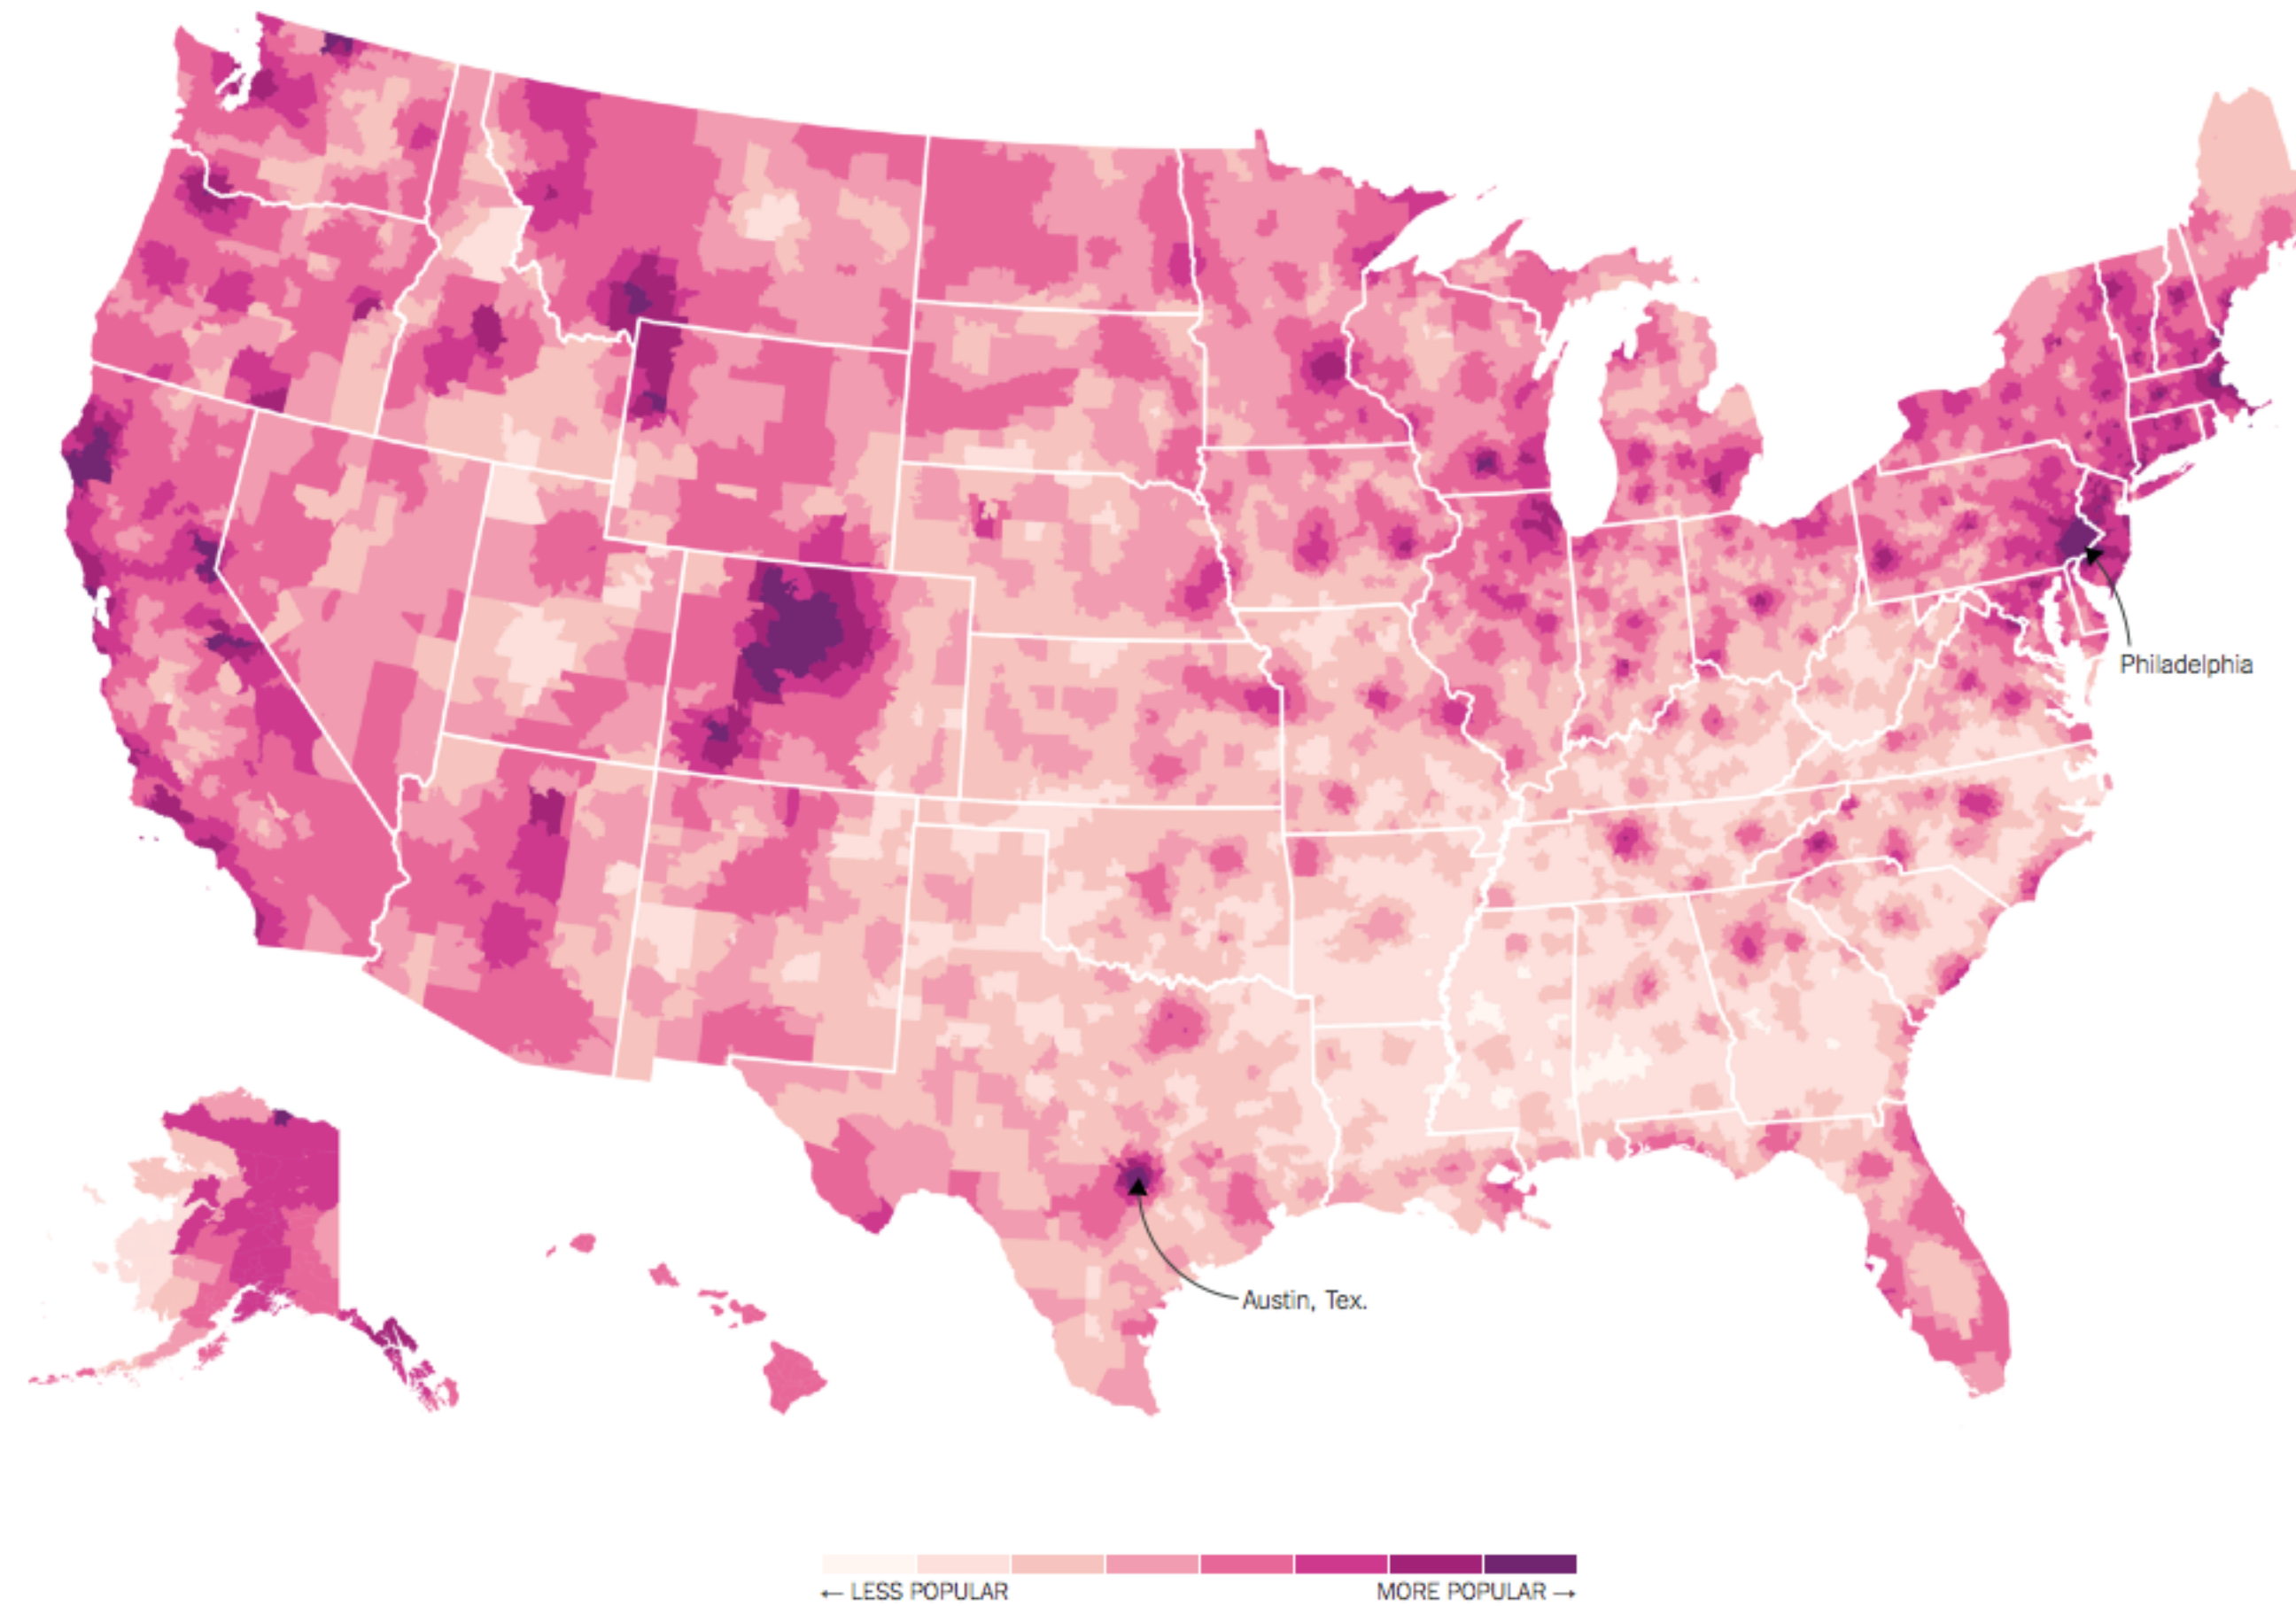 Philadelphia
Austin, Tex.
← LESS POPULAR MORE POPULAR →